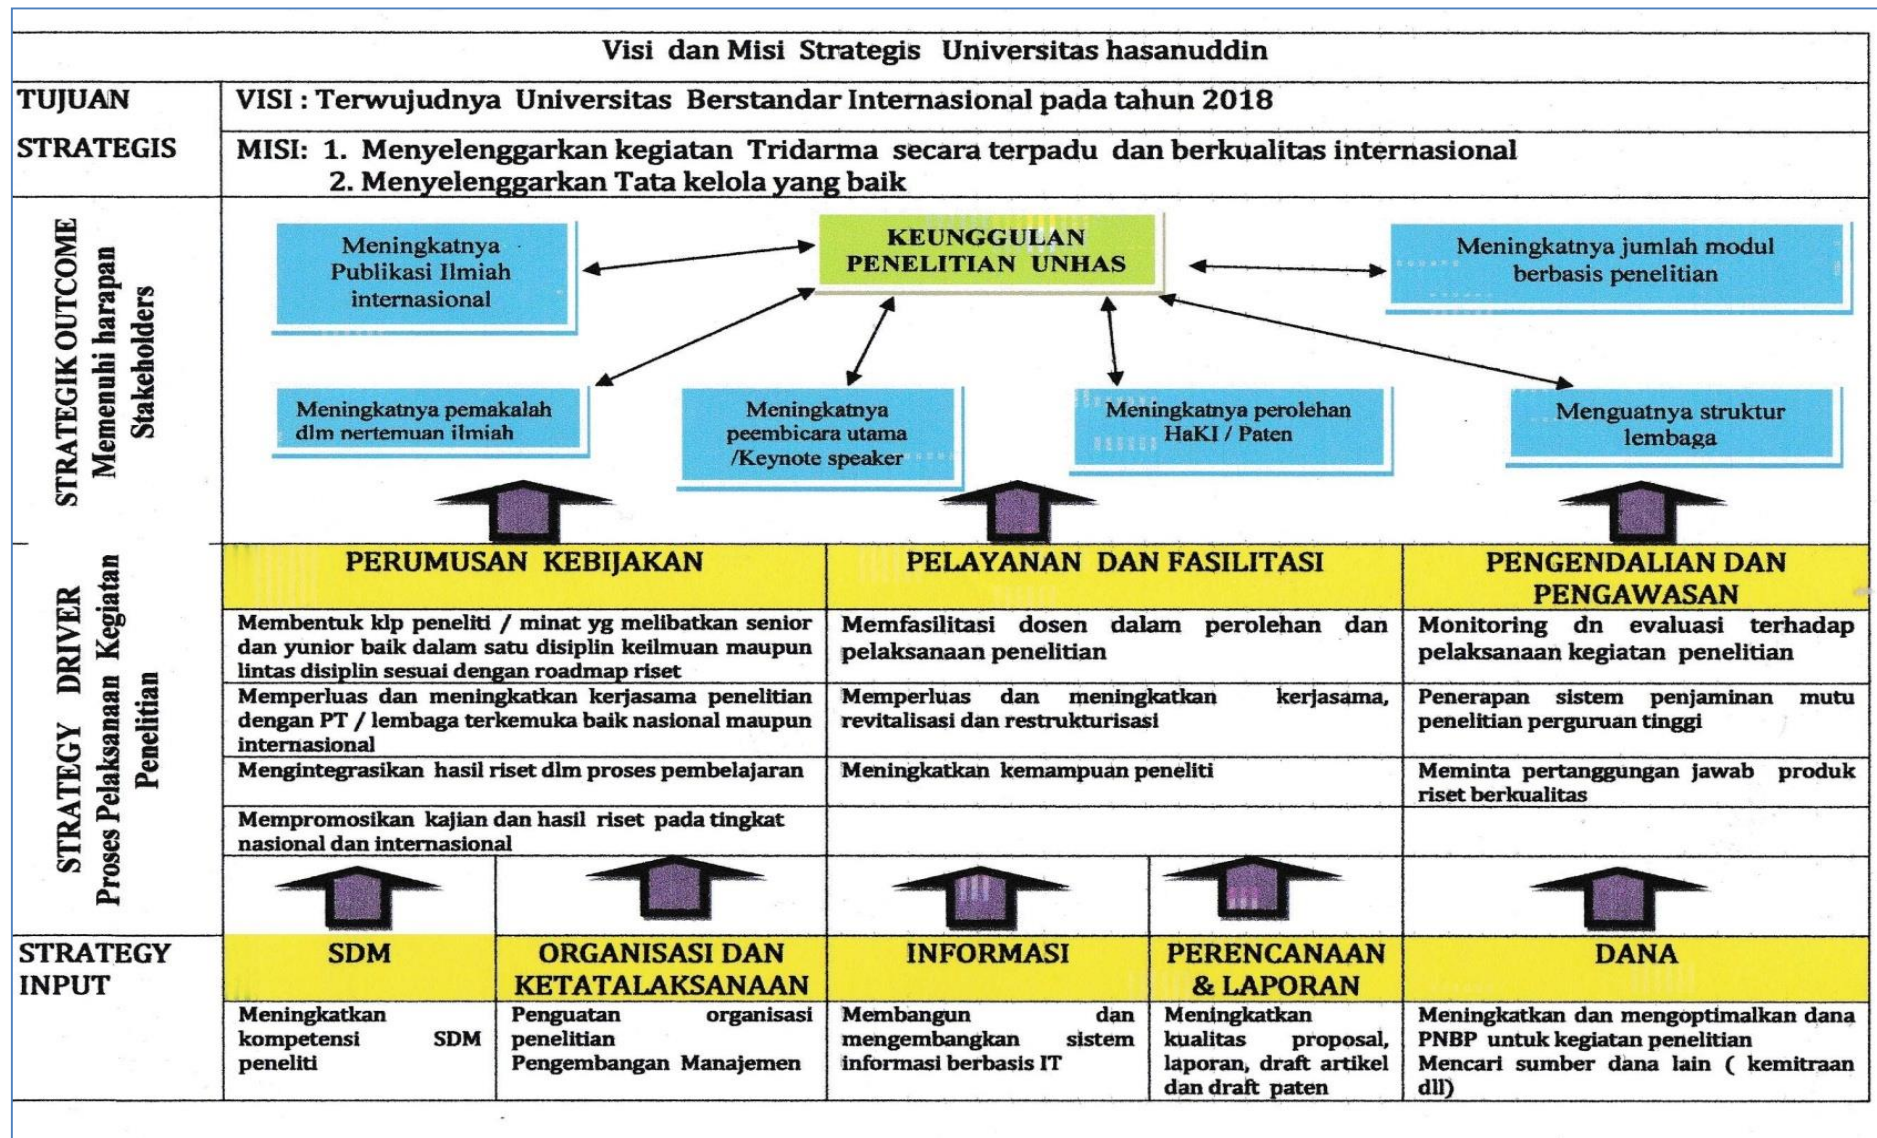 Visi dan Misi Strategis Universitas hasanuddin
TUJUAN
STRATEGIS
VISI : Terwujudnya Universitas Berstandar Internasional pada tahun 2018
MISI: 1. Menyelenggarkan kegiatan Tridarma secara terpadu dan berkualitas internasional
2. Menyelenggarkan Tata kelola yang baik
STRATEGIK OUTCOME
Memenuhi harapan
Stakeholders
Meningkatnya
Publikasi Ilmiah
internasional
KEUNGGULAN
PENELITIAN UNHAS
Meningkatnya jumlah modul
berbasis penelitian
Meningkatnya pemakalah
dlm pertemuan ilmiah
Meningkatnya
peembicara utama
/Keynote speaker
Meningkatnya perolehan
HaKI / Paten
Menguatnya struktur
lembaga
STRATEGY DRIVER
Proses Pelaksanaan Kegiatan
Penelitian
PERUMUSAN KEBIJAKAN
PELAYANAN DAN FASILITASI
PENGENDALIAN DAN
PENGAWASAN
Membentuk klp peneliti / minat yg melibatkan senior
dan yunior baik dalam satu disiplin keilmuan maupun
lintas disiplin sesuai dengan roadmap riset
Memfasilitasi dosen dalam perolehan dan
pelaksanaan penelitian
Monitoring dn evaluasi terhadap
pelaksanaan kegiatan penelitian
Memperluas dan meningkatkan kerjasama penelitian
dengan PT / lembaga terkemuka baik nasional maupun
internasional
Memperluas dan meningkatkan kerjasama,
revitalisasi dan restrukturisasi
Penerapan sistem penjaminan mutu
penelitian perguruan tinggi
Mengintegrasikan hasil riset dlm proses pembelajaran
Meningkatkan kemampuan peneliti
Meminta pertanggungan jawab produk
riset berkualitas
Mempromosikan kajian dan hasil riset pada tingkat
nasional dan internasional
STRATEGY
INPUT
SDM
ORGANISASI DAN
KETATALAKSANAAN
INFORMASI
PERENCANAAN
& LAPORAN
DANA
Meningkatkan
kompetensi SDM
peneliti
Penguatan organisasi
penelitian
Pengembangan Manajemen
Membangun dan
mengembangkan sistem
informasi berbasis IT
Meningkatkan
kualitas proposal,
laporan, draft artikel
dan draft paten
Meningkatkan dan mengoptimalkan dana
PNBP untuk kegiatan penelitian
Mencari sumber dana lain ( kemitraan
dll)